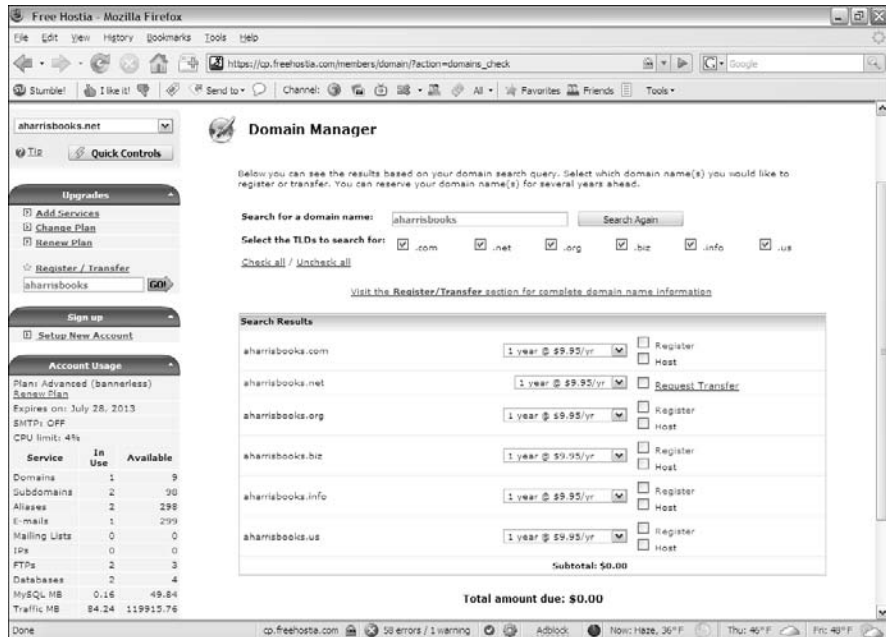 Free Hostia - Mozilla Firefox
File Edit View History Bookmarks Tools Help
https://cp.freehostia.com/members/domain/?action=domains_check
Google
Stumble! I like it! Send to Channel: All Favorites Friends Tools
aharrisbooks.net
Tip Quick Controls
Upgrades
Add Services
Change Plan
Renew Plan
Register / Transfer
aharrisbooks GO!
Sign up
Setup New Account
Account Usage
Plan: Advanced (bannerless)
Renew Plan
Expires on: July 28, 2013
SMTP: OFF
CPU limit: 4%
Service In Use Available
Domains 1 9
Subdomains 2 98
Aliases 2 298
E-mails 1 299
Mailing Lists 0 0
IPs 0 0
FTPs 2 3
Databases 2 4
MySQL MB 0.16 49.84
Traffic MB 84.24 119915.76
Domain Manager
Below you can see the results based on your domain search query. Select which domain name(s) you would like to
register or transfer. You can reserve your domain name(s) for several years ahead.
Search for a domain name: aharrisbooks Search Again
Select the TLDs to search for: .com .net .org .biz .info .us
Check all / Uncheck all
Visit the Register/Transfer section for complete domain name information
Search Results
aharrisbooks.com 1 year @ $9.95/yr Register
Host
aharrisbooks.net 1 year @ $9.95/yr Request Transfer
aharrisbooks.org 1 year @ $9.95/yr Register
Host
aharrisbooks.biz 1 year @ $9.95/yr Register
Host
aharrisbooks.info 1 year @ $9.95/yr Register
Host
aharrisbooks.us 1 year @ $9.95/yr Register
Host
Subtotal: $0.00
Total amount due: $0.00
Done cp.freehostia.com 58 errors / 1 warning Adblock Now: Haze, 36°F Thu: 46°F Fri: 48°F